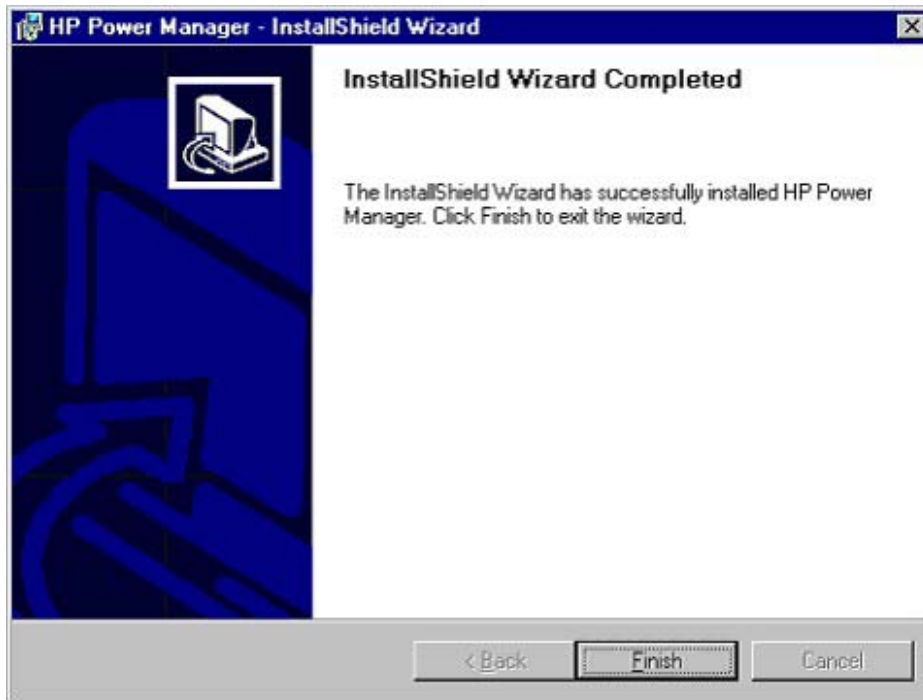 HP Power Manager - InstallShield Wizard
InstallShield Wizard Completed
The InstallShield Wizard has successfully installed HP Power
Manager. Click Finish to exit the wizard.
< Back
Finish
Cancel